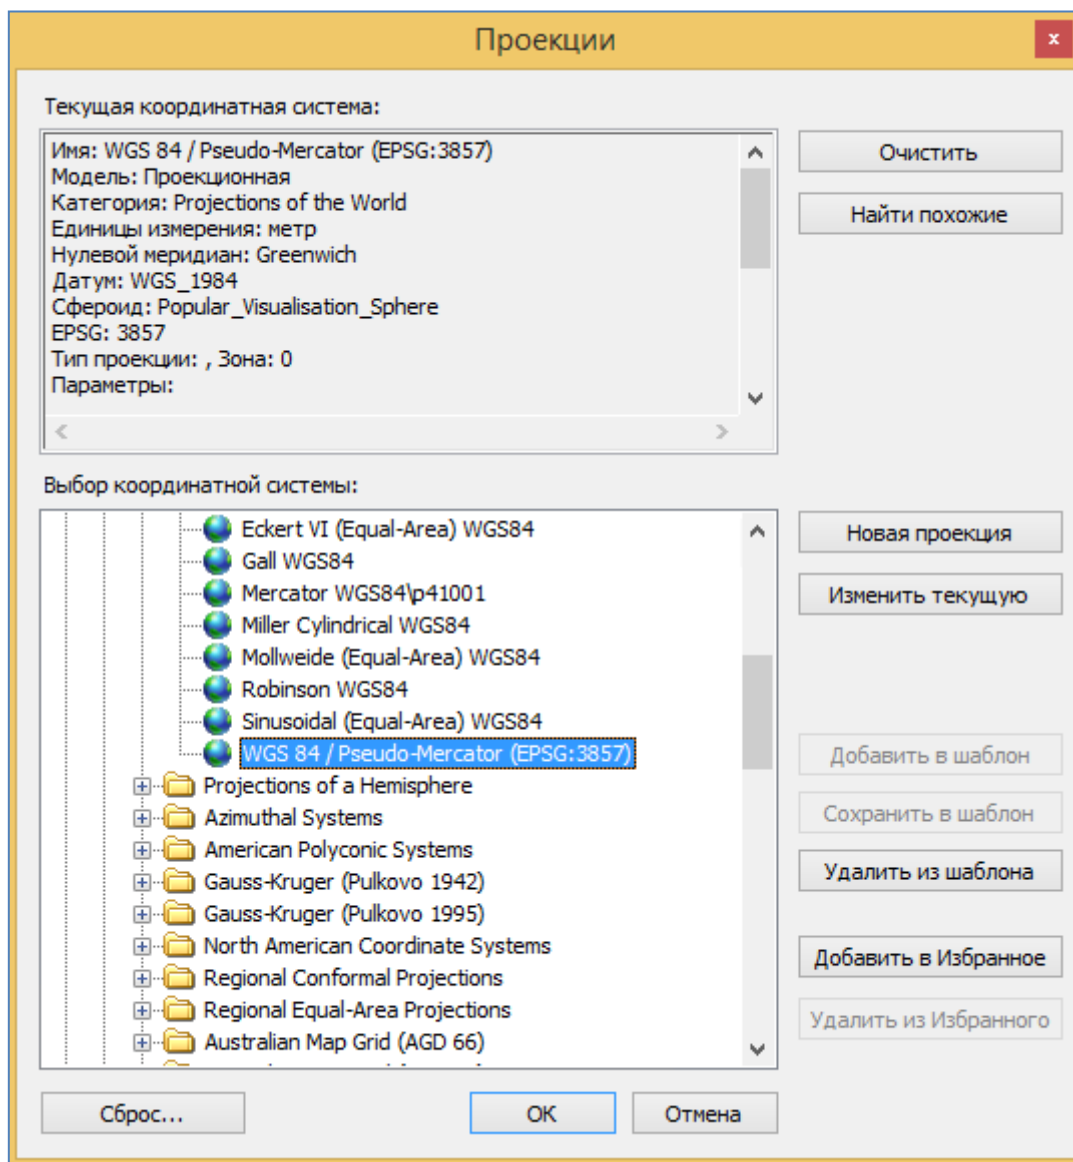 Проекции
x
Текущая координатная система:
Имя: WGS 84 / Pseudo-Mercator (EPSG:3857)
Модель: Проекционная
Категория: Projections of the World
Единицы измерения: метр
Нулевой меридиан: Greenwich
Датум: WGS_1984
Сфероид: Popular_Visualisation_Sphere
EPSG: 3857
Тип проекции: , Зона: 0
Параметры:
Очистить
Найти похожие
Выбор координатной системы:
Eckert VI (Equal-Area) WGS84
Gall WGS84
Mercator WGS84\p41001
Miller Cylindrical WGS84
Mollweide (Equal-Area) WGS84
Robinson WGS84
Sinusoidal (Equal-Area) WGS84
WGS 84 / Pseudo-Mercator (EPSG:3857)
Projections of a Hemisphere
Azimuthal Systems
American Polyconic Systems
Gauss-Kruger (Pulkovo 1942)
Gauss-Kruger (Pulkovo 1995)
North American Coordinate Systems
Regional Conformal Projections
Regional Equal-Area Projections
Australian Map Grid (AGD 66)
Новая проекция
Изменить текущую
Добавить в шаблон
Сохранить в шаблон
Удалить из шаблона
Добавить в Избранное
Удалить из Избранного
Сброс...
ОК
Отмена